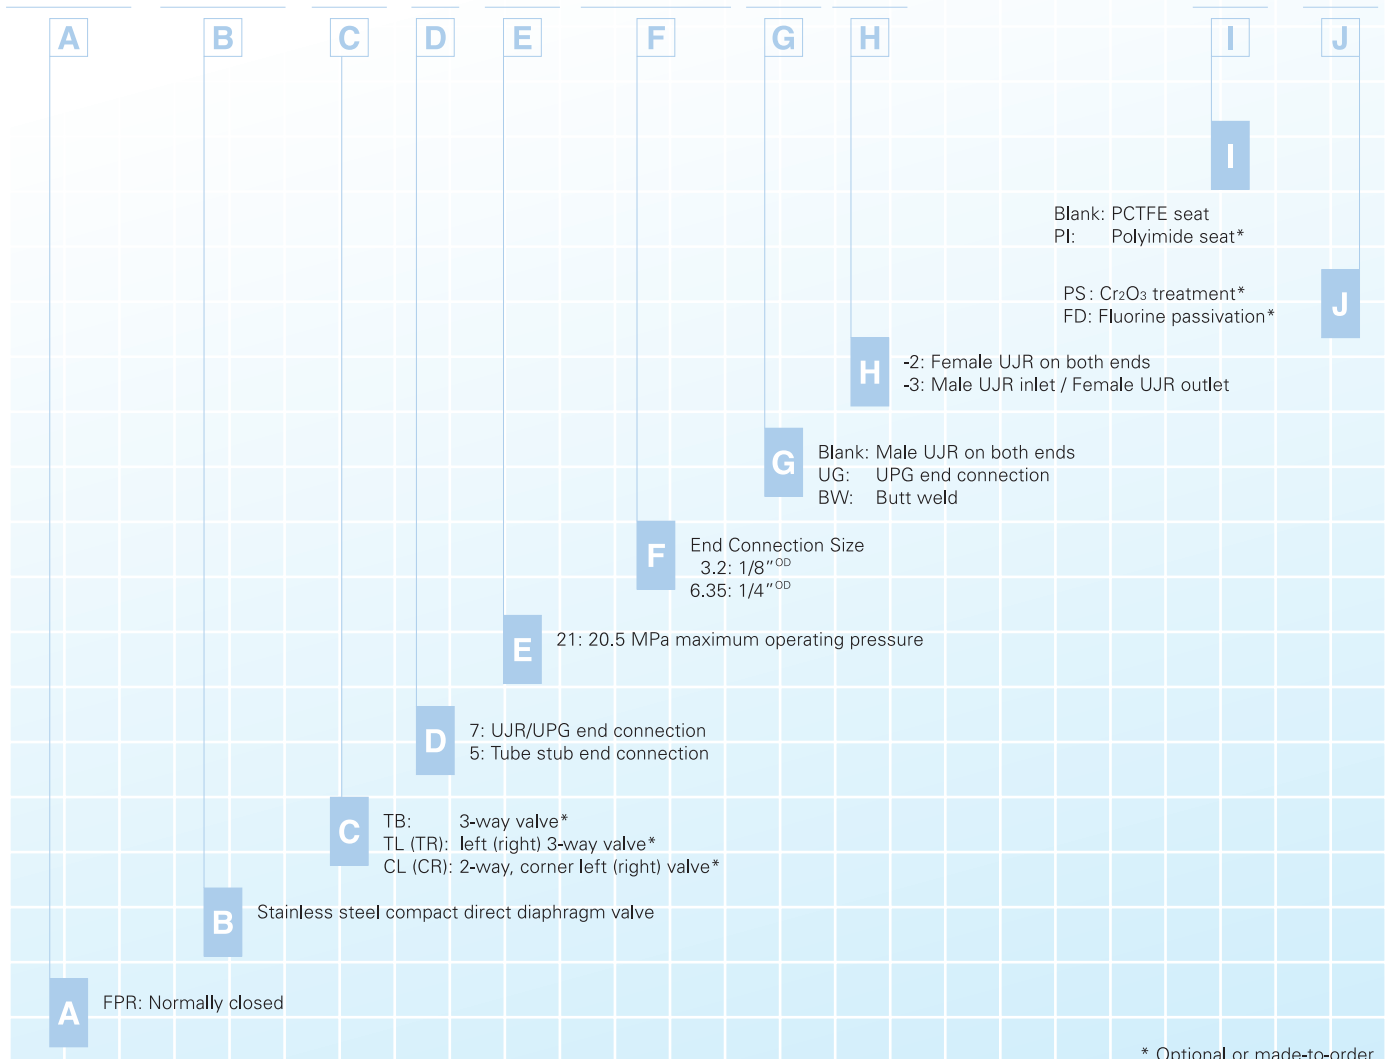 A B C D E F G H I J
I
Blank: PCTFE seat
PI: Polyimide seat*
J
PS: Cr₂O₃ treatment*
FD: Fluorine passivation*
H
-2: Female UJR on both ends
-3: Male UJR inlet / Female UJR outlet
G
Blank: Male UJR on both ends
UG: UPG end connection
BW: Butt weld
F
End Connection Size
3.2: 1/8"OD
6.35: 1/4"OD
E
21: 20.5 MPa maximum operating pressure
D
7: UJR/UPG end connection
5: Tube stub end connection
C
TB: 3-way valve*
TL (TR): left (right) 3-way valve*
CL (CR): 2-way, corner left (right) valve*
B
Stainless steel compact direct diaphragm valve
A
FPR: Normally closed
* Optional or made-to-order